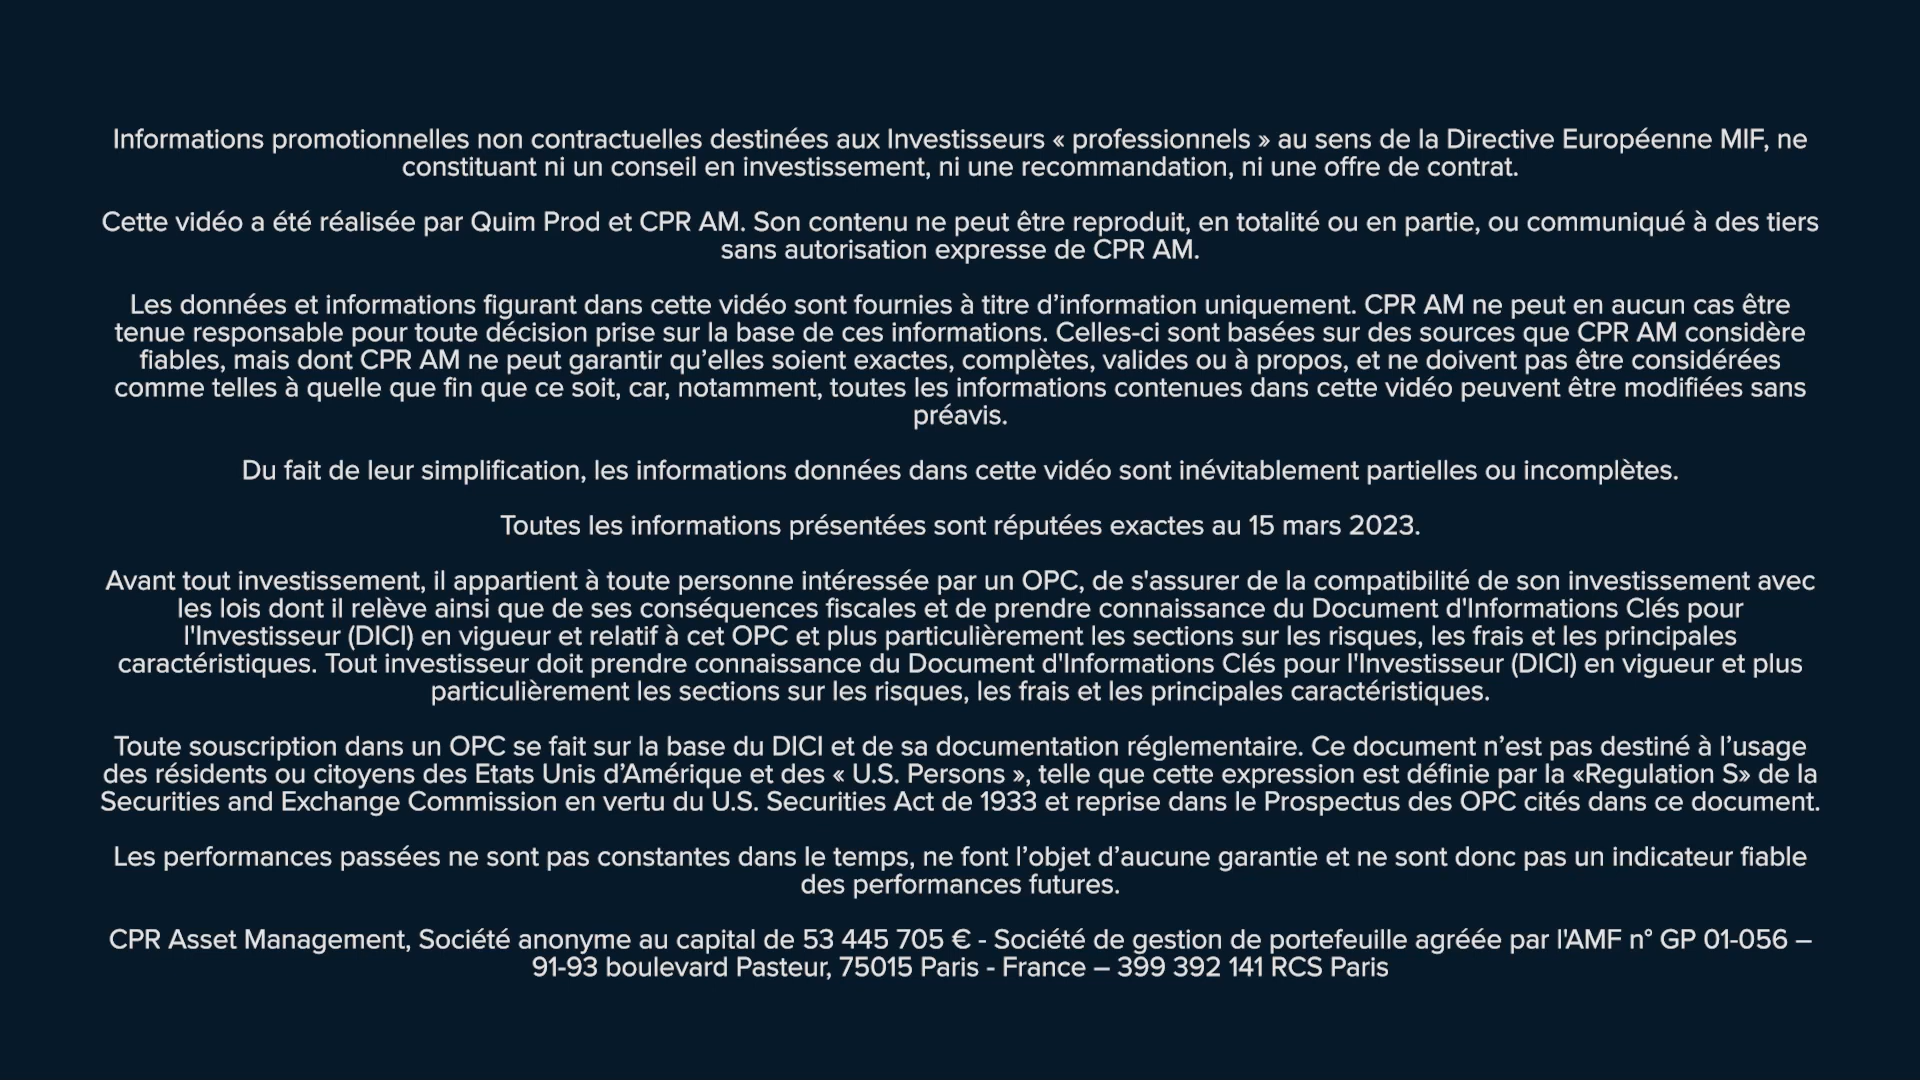 Informations promotionnelles non contractuelles destinées aux Investisseurs « professionnels » au sens de la Directive Européenne MIF, ne
constituant ni un conseil en investissement, ni une recommandation, ni une offre de contrat.
Cette vidéo a été réalisée par Quim Prod et CPR AM. Son contenu ne peut être reproduit, en totalité ou en partie, ou communiqué à des tiers
sans autorisation expresse de CPR AM.
Les données et informations figurant dans cette vidéo sont fournies à titre d’information uniquement. CPR AM ne peut en aucun cas être
tenue responsable pour toute décision prise sur la base de ces informations. Celles-ci sont basées sur des sources que CPR AM considère
fiables, mais dont CPR AM ne peut garantir qu’elles soient exactes, complètes, valides ou à propos, et ne doivent pas être considérées
comme telles à quelle que fin que ce soit, car, notamment, toutes les informations contenues dans cette vidéo peuvent être modifiées sans
préavis.
Du fait de leur simplification, les informations données dans cette vidéo sont inévitablement partielles ou incomplètes.
Toutes les informations présentées sont réputées exactes au 15 mars 2023.
Avant tout investissement, il appartient à toute personne intéressée par un OPC, de s'assurer de la compatibilité de son investissement avec
les lois dont il relève ainsi que de ses conséquences fiscales et de prendre connaissance du Document d'Informations Clés pour
l'Investisseur (DICI) en vigueur et relatif à cet OPC et plus particulièrement les sections sur les risques, les frais et les principales
caractéristiques. Tout investisseur doit prendre connaissance du Document d'Informations Clés pour l'Investisseur (DICI) en vigueur et plus
particulièrement les sections sur les risques, les frais et les principales caractéristiques.
Toute souscription dans un OPC se fait sur la base du DICI et de sa documentation réglementaire. Ce document n’est pas destiné à l’usage
des résidents ou citoyens des Etats Unis d’Amérique et des « U.S. Persons », telle que cette expression est définie par la «Regulation S» de la
Securities and Exchange Commission en vertu du U.S. Securities Act de 1933 et reprise dans le Prospectus des OPC cités dans ce document.
Les performances passées ne sont pas constantes dans le temps, ne font l’objet d’aucune garantie et ne sont donc pas un indicateur fiable
des performances futures.
CPR Asset Management, Société anonyme au capital de 53 445 705 € - Société de gestion de portefeuille agréée par l'AMF n° GP 01-056 –
91-93 boulevard Pasteur, 75015 Paris - France – 399 392 141 RCS Paris